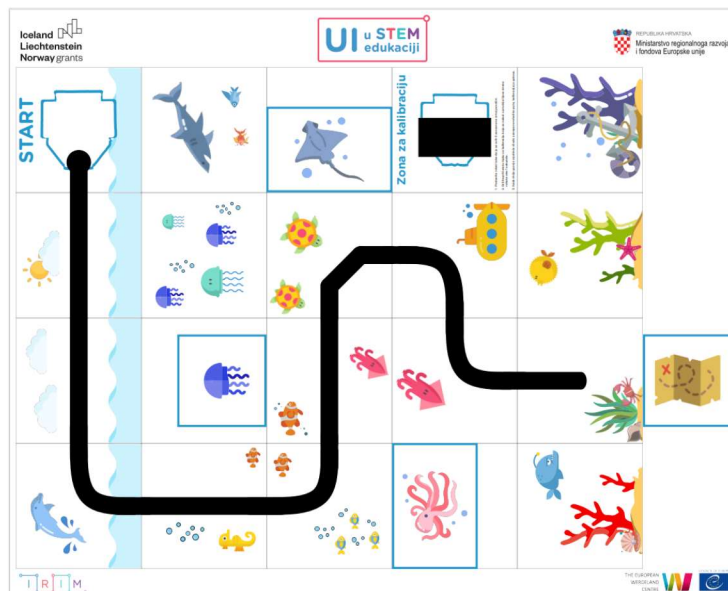 Iceland
Liechtenstein
Norway grants
UI u STEM
edukaciji
REPUBLIKA HRVATSKA
Ministarstvo regionalnoga razvoja
i fondova Europske unije
START
Zona za kalibraciju
I R I M
THE EUROPEAN
WERGELAND
CENTRE